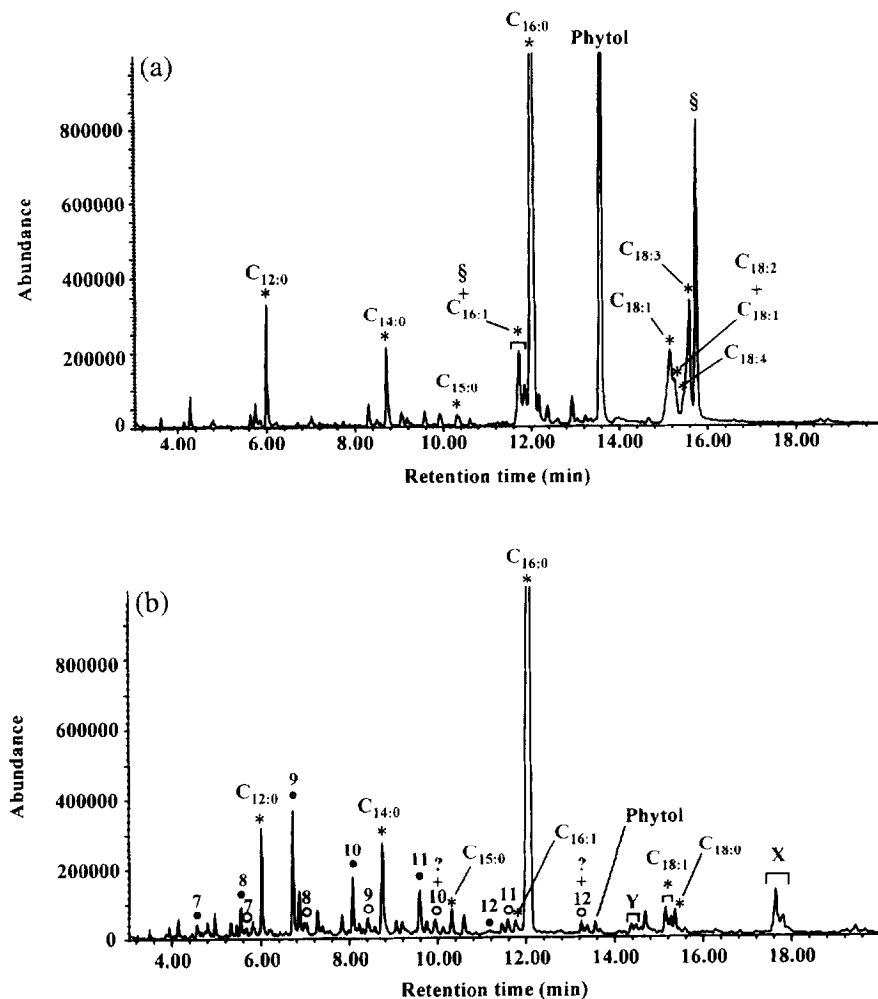 (a)
C16:0
*
Phytol
§
800000
600000
400000
200000
0
Abundance
C12:0
*
C14:0
*
C15:0
*
§
+
C16:1
*
C18:3
*
C18:1
*
*
*
C18:2
+
C18:1
C18:4
4.00 6.00 8.00 10.00 12.00 14.00 16.00 18.00
Retention time (min)
(b)
C16:0
*
800000
600000
400000
200000
0
Abundance
C12:0
*
9
C14:0
*
7
8
7
8
10
9
11
?
+
10
C15:0
*
12
11
C16:1
*
?
+
12
Phytol
Y
C18:1
*
C18:0
*
X
4.00 6.00 8.00 10.00 12.00 14.00 16.00 18.00
Retention time (min)